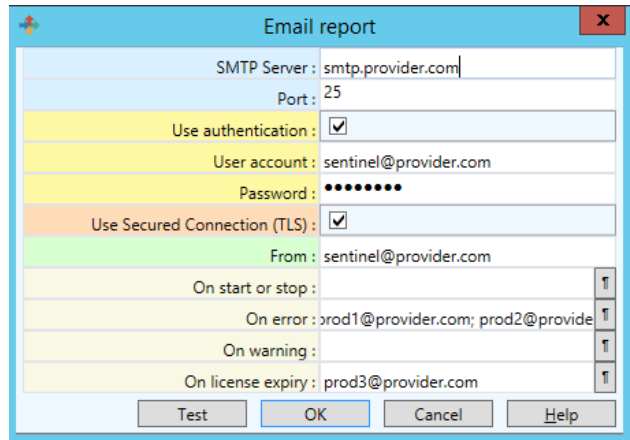 Email report
x
SMTP Server : smtp.provider.com
Port : 25
Use authentication :
User account : sentinel@provider.com
Password : ●●●●●●●●
Use Secured Connection (TLS) :
From : sentinel@provider.com
On start or stop : ¶
On error : prod1@provider.com; prod2@provide ¶
On warning : ¶
On license expiry : prod3@provider.com ¶
Test OK Cancel Help